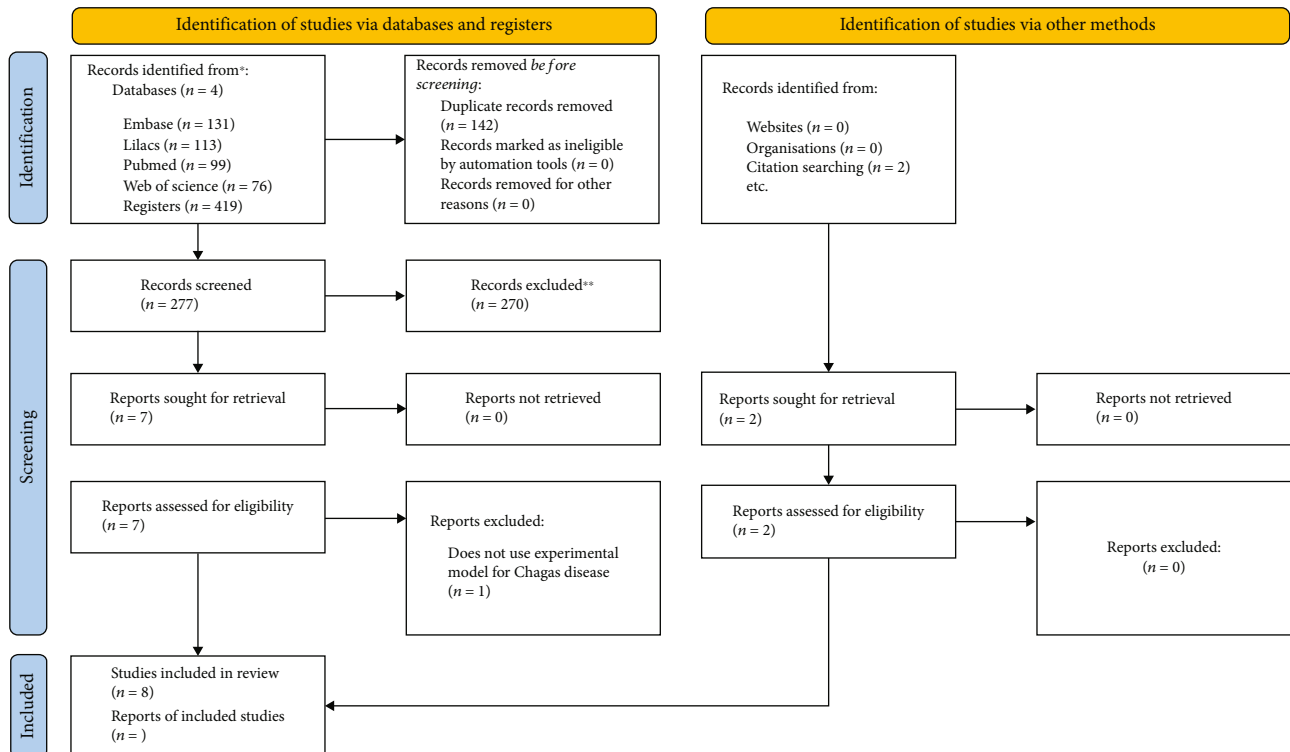 Identification of studies via databases and registers
Identification of studies via other methods
Identification
Records identified from*:
Databases (n = 4)
Embase (n = 131)
Lilacs (n = 113)
Pubmed (n = 99)
Web of science (n = 76)
Registers (n = 419)
Records removed before
screening:
Duplicate records removed
(n = 142)
Records marked as ineligible
by automation tools (n = 0)
Records removed for other
reasons (n = 0)
Records identified from:
Websites (n = 0)
Organisations (n = 0)
Citation searching (n = 2)
etc.
Screening
Records screened
(n = 277)
Records excluded**
(n = 270)
Reports sought for retrieval
(n = 7)
Reports not retrieved
(n = 0)
Reports sought for retrieval
(n = 2)
Reports not retrieved
(n = 0)
Reports assessed for eligibility
(n = 7)
Reports excluded:
Does not use experimental
model for Chagas disease
(n = 1)
Reports assessed for eligibility
(n = 2)
Reports excluded:
(n = 0)
Included
Studies included in review
(n = 8)
Reports of included studies
(n = )